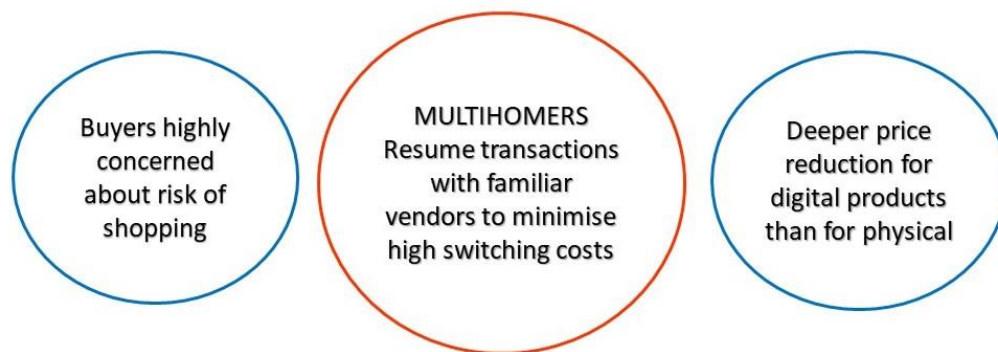 Buyers highly
concerned
about risk of
shopping
MULTIHOMERS
Resume transactions
with familiar
vendors to minimise
high switching costs
Deeper price
reduction for
digital products
than for physical